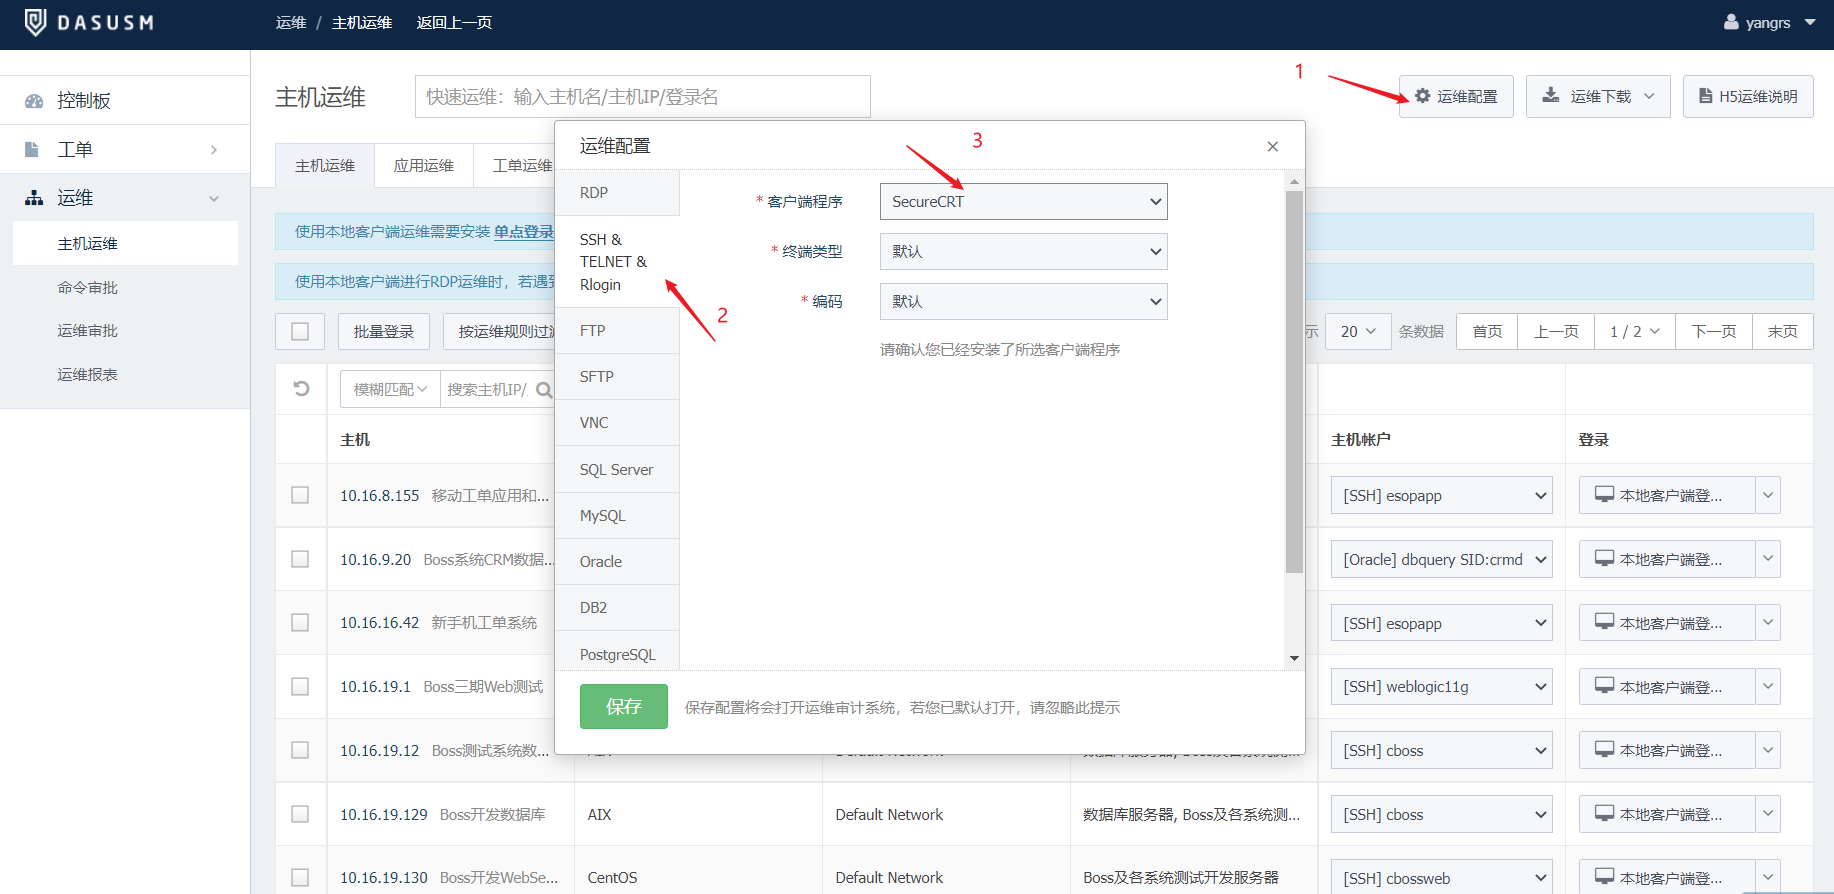 DASUSM
运维 / 主机运维 返回上一页
yangrs
控制板
工单
运维
主机运维
命令审批
运维审批
运维报表
主机运维
快速运维：输入主机名/主机IP/登录名
1
运维配置
运维下载
H5运维说明
主机运维
应用运维
工单运维
使用本地客户端运维需要安装 单点登录
使用本地客户端进行RDP运维时，若遇到
批量登录
按运维规则过滤
示 20 条数据
首页
上一页
1 / 2
下一页
末页
模糊匹配
搜索主机IP/
主机
主机帐户
登录
10.16.8.155 移动工单应用和...
[SSH] esopapp
本地客户端登...
10.16.9.20 Boss系统CRM数据...
[Oracle] dbquery SID:crmd
本地客户端登...
10.16.16.42 新手机工单系统
[SSH] esopapp
本地客户端登...
10.16.19.1 Boss三期Web测试
[SSH] weblogic11g
本地客户端登...
10.16.19.12 Boss测试系统数...
[SSH] cboss
本地客户端登...
10.16.19.129 Boss开发数据库
AIX
Default Network
数据库服务器, Boss及各系统测...
[SSH] cboss
本地客户端登...
10.16.19.130 Boss开发WebSe...
CentOS
Default Network
Boss及各系统测试开发服务器
[SSH] cbossweb
本地客户端登...
运维配置
×
3
RDP
SSH &
TELNET &
Rlogin
2
FTP
SFTP
VNC
SQL Server
MySQL
Oracle
DB2
PostgreSQL
* 客户端程序
SecureCRT
* 终端类型
默认
* 编码
默认
请确认您已经安装了所选客户端程序
保存
保存配置将会打开运维审计系统，若您已默认打开，请忽略此提示